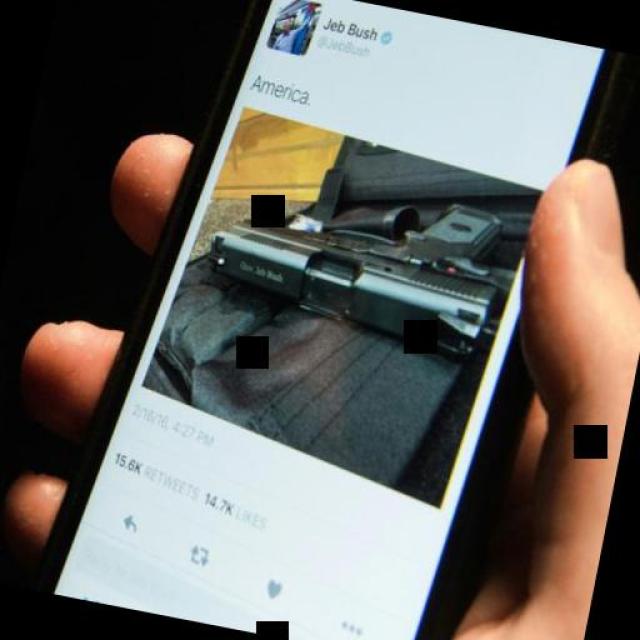 Jeb Bush
@JebBush
America.
Gov. Jeb Bush
2/16/16, 4:27 PM
15.6K RETWEETS 14.7K LIKES